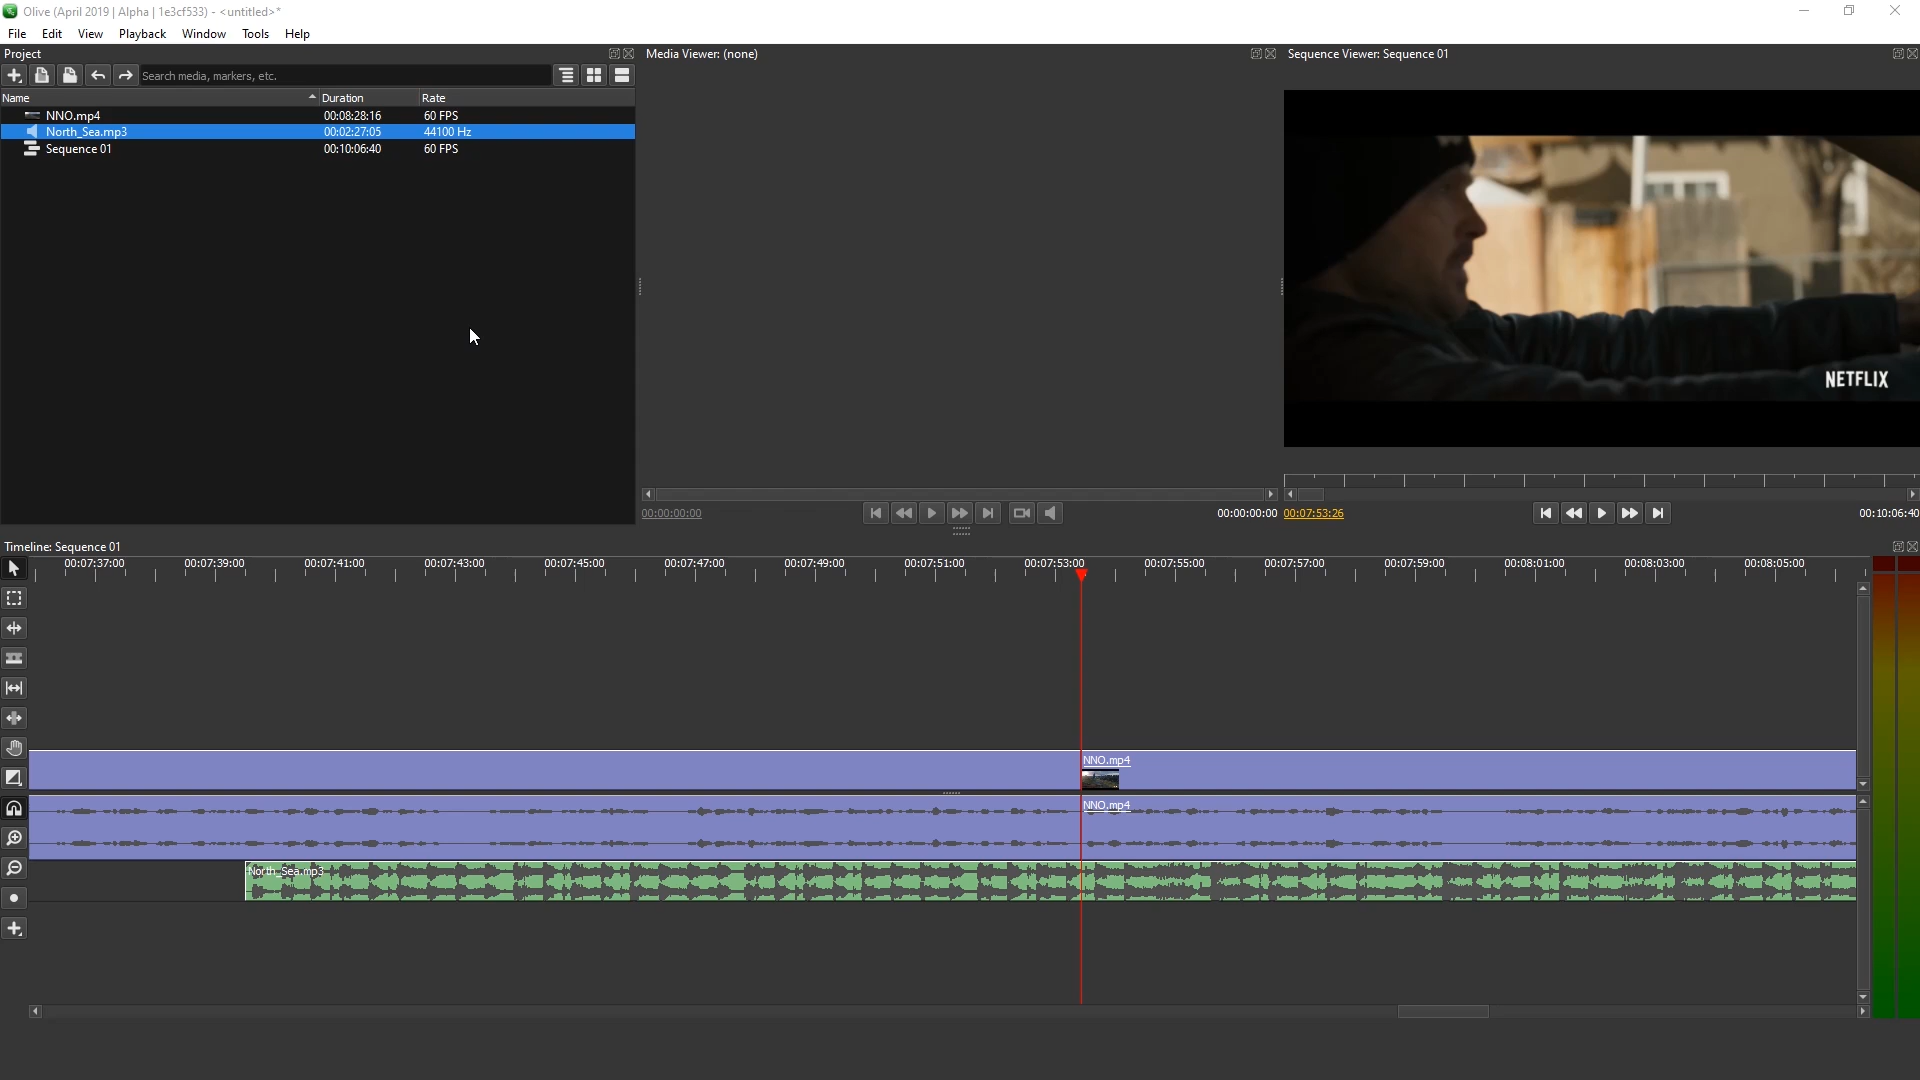 Olive (April 2019 | Alpha | 1e3cf533) - <untitled>*
File Edit View Playback Window Tools Help
Project
Media Viewer: (none)
Sequence Viewer: Sequence 01
Search media, markers, etc.
Name Duration Rate
NNO.mp4 00:08:28:16 60 FPS
North_Sea.mp3 00:02:27:05 44100 Hz
Sequence 01 00:10:06:40 60 FPS
NETFLIX
00:00:00:00 00:00:00:00 00:07:53:26 00:10:06:40
Timeline: Sequence 01
00:07:37:00 00:07:39:00 00:07:41:00 00:07:43:00 00:07:45:00 00:07:47:00 00:07:49:00 00:07:51:00 00:07:53:00 00:07:55:00 00:07:57:00 00:07:59:00 00:08:01:00 00:08:03:00 00:08:05:00
NNO.mp4
NNO.mp4
North_Sea.mp3